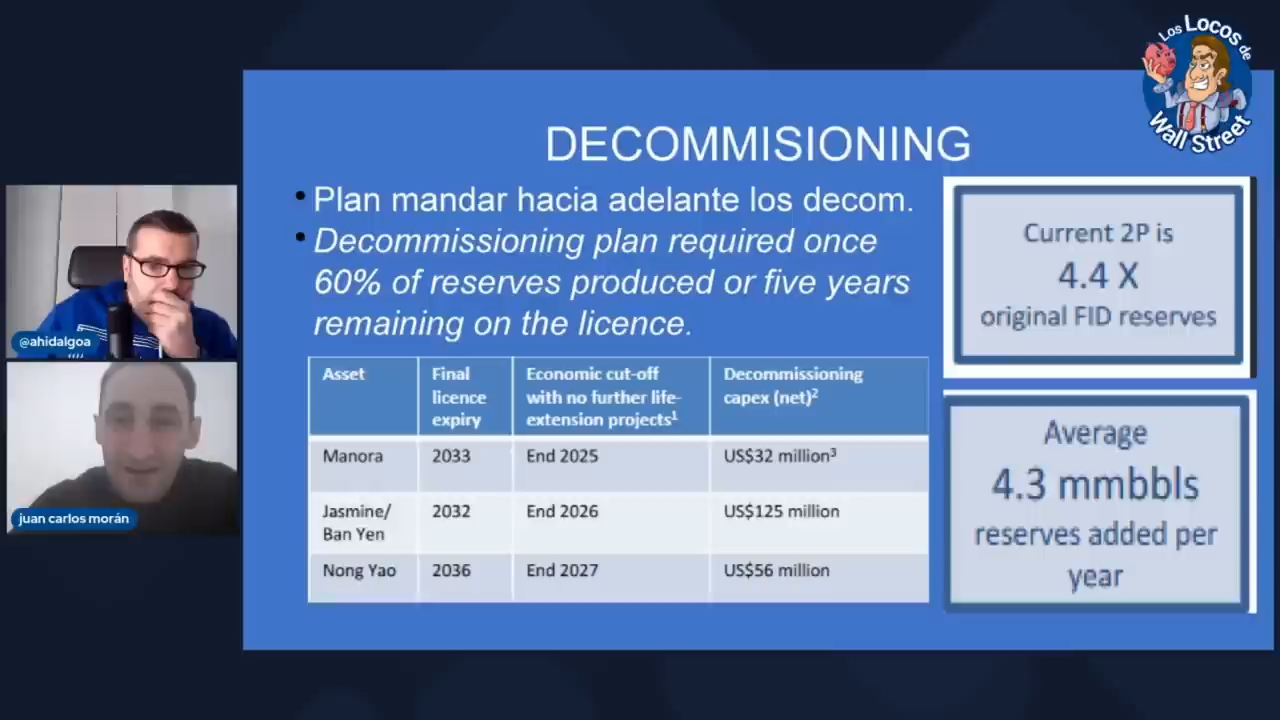 Los Locos de
Wall Street
DECOMMISIONING
• Plan mandar hacia adelante los decom.
• Decommissioning plan required once
60% of reserves produced or five years
remaining on the licence.
Asset
Final
licence
expiry
Economic cut-off
with no further life-
extension projects¹
Decommissioning
capex (net)²
Manora 2033 End 2025 US$32 million³
Jasmine/
Ban Yen
2032 End 2026 US$125 million
Nong Yao 2036 End 2027 US$56 million
Current 2P is
4.4 X
original FID reserves
Average
4.3 mmbbls
reserves added per
year
@ahidalgoa
juan carlos morán